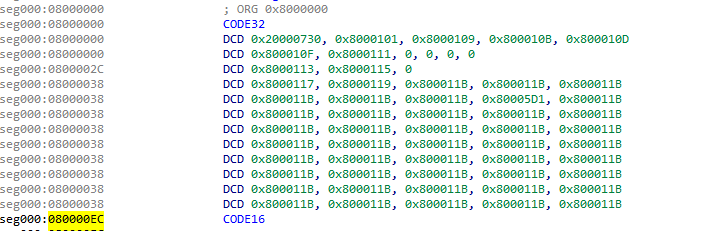 seg000:08000000 ; ORG 0x8000000
seg000:08000000 CODE32
seg000:08000000 DCD 0x20000730, 0x8000101, 0x8000109, 0x800010B, 0x800010D
seg000:08000000 DCD 0x800010F, 0x8000111, 0, 0, 0, 0
seg000:0800002C DCD 0x8000113, 0x8000115, 0
seg000:08000038 DCD 0x8000117, 0x8000119, 0x800011B, 0x800011B, 0x800011B
seg000:08000038 DCD 0x800011B, 0x800011B, 0x800011B, 0x80005D1, 0x800011B
seg000:08000038 DCD 0x800011B, 0x800011B, 0x800011B, 0x800011B, 0x800011B
seg000:08000038 DCD 0x800011B, 0x800011B, 0x800011B, 0x800011B, 0x800011B
seg000:08000038 DCD 0x800011B, 0x800011B, 0x800011B, 0x800011B, 0x800011B
seg000:08000038 DCD 0x800011B, 0x800011B, 0x800011B, 0x800011B, 0x800011B
seg000:08000038 DCD 0x800011B, 0x800011B, 0x800011B, 0x800011B, 0x800011B
seg000:08000038 DCD 0x800011B, 0x800011B, 0x800011B, 0x800011B, 0x800011B
seg000:08000038 DCD 0x800011B, 0x800011B, 0x800011B, 0x800011B, 0x800011B
seg000:080000EC CODE16